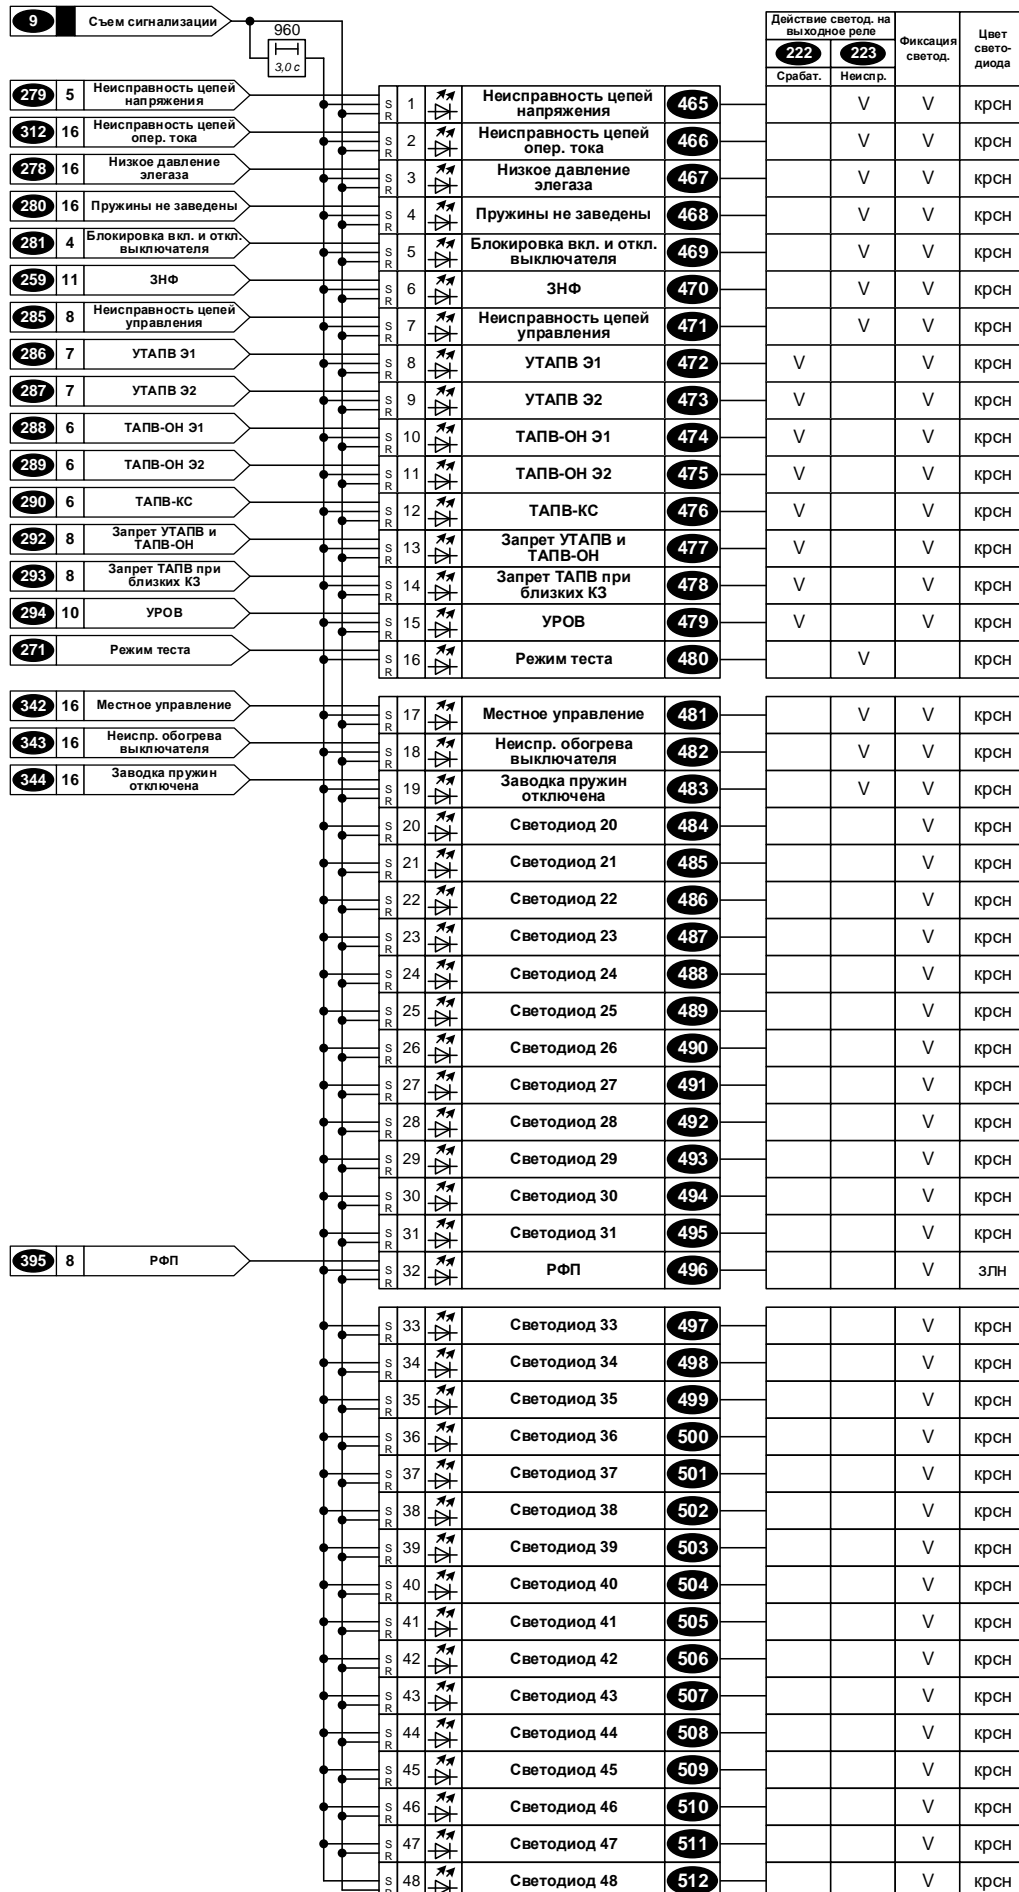 9 Съем сигнализации
960
3,0 с
Действие светод. на выходное реле
Фиксация светод.
Цвет свето-диода
222 223
Срабат. Неиспр.
279 5 Неисправность цепей напряжения S R 1 Неисправность цепей напряжения 465 V V крсн
312 16 Неисправность цепей опер. тока S R 2 Неисправность цепей опер. тока 466 V V крсн
278 16 Низкое давление элегаза S R 3 Низкое давление элегаза 467 V V крсн
280 16 Пружины не заведены S R 4 Пружины не заведены 468 V V крсн
281 4 Блокировка вкл. и откл. выключателя S R 5 Блокировка вкл. и откл. выключателя 469 V V крсн
259 11 ЗНФ S R 6 ЗНФ 470 V V крсн
285 8 Неисправность цепей управления S R 7 Неисправность цепей управления 471 V V крсн
286 7 УТАПВ Э1 S R 8 УТАПВ Э1 472 V V крсн
287 7 УТАПВ Э2 S R 9 УТАПВ Э2 473 V V крсн
288 6 ТАПВ-ОН Э1 S R 10 ТАПВ-ОН Э1 474 V V крсн
289 6 ТАПВ-ОН Э2 S R 11 ТАПВ-ОН Э2 475 V V крсн
290 6 ТАПВ-КС S R 12 ТАПВ-КС 476 V V крсн
292 8 Запрет УТАПВ и ТАПВ-ОН S R 13 Запрет УТАПВ и ТАПВ-ОН 477 V V крсн
293 8 Запрет ТАПВ при близких КЗ S R 14 Запрет ТАПВ при близких КЗ 478 V V крсн
294 10 УРОВ S R 15 УРОВ 479 V V крсн
271 Режим теста S R 16 Режим теста 480 V крсн
342 16 Местное управление S R 17 Местное управление 481 V V крсн
343 16 Неиспр. обогрева выключателя S R 18 Неиспр. обогрева выключателя 482 V V крсн
344 16 Заводка пружин отключена S R 19 Заводка пружин отключена 483 V V крсн
S R 20 Светодиод 20 484 V крсн
S R 21 Светодиод 21 485 V крсн
S R 22 Светодиод 22 486 V крсн
S R 23 Светодиод 23 487 V крсн
S R 24 Светодиод 24 488 V крсн
S R 25 Светодиод 25 489 V крсн
S R 26 Светодиод 26 490 V крсн
S R 27 Светодиод 27 491 V крсн
S R 28 Светодиод 28 492 V крсн
S R 29 Светодиод 29 493 V крсн
S R 30 Светодиод 30 494 V крсн
S R 31 Светодиод 31 495 V крсн
395 8 РФП S R 32 РФП 496 V злн
S R 33 Светодиод 33 497 V крсн
S R 34 Светодиод 34 498 V крсн
S R 35 Светодиод 35 499 V крсн
S R 36 Светодиод 36 500 V крсн
S R 37 Светодиод 37 501 V крсн
S R 38 Светодиод 38 502 V крсн
S R 39 Светодиод 39 503 V крсн
S R 40 Светодиод 40 504 V крсн
S R 41 Светодиод 41 505 V крсн
S R 42 Светодиод 42 506 V крсн
S R 43 Светодиод 43 507 V крсн
S R 44 Светодиод 44 508 V крсн
S R 45 Светодиод 45 509 V крсн
S R 46 Светодиод 46 510 V крсн
S R 47 Светодиод 47 511 V крсн
S R 48 Светодиод 48 512 V крсн